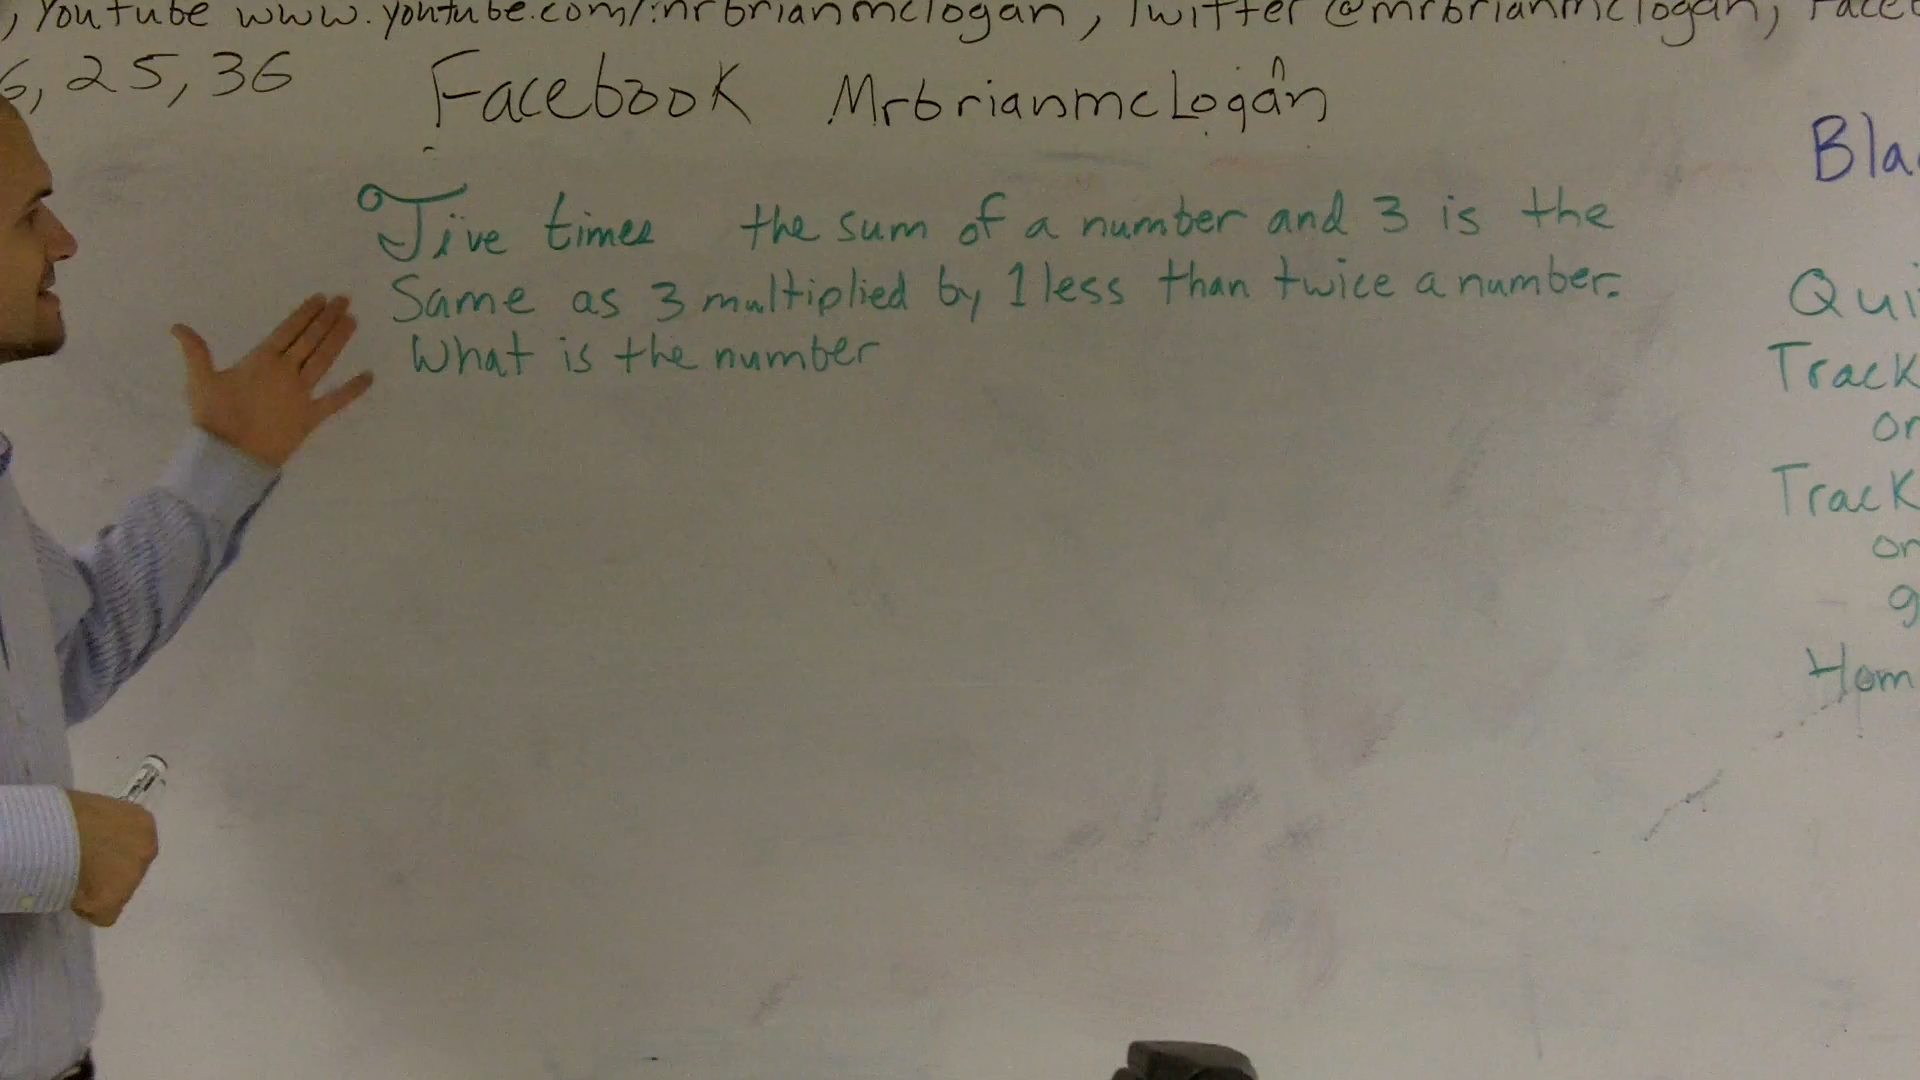 , YouTube www.youtube.com/mrbrianmclogan, Twitter @mrbrianmclogan, Faceb
6, 25, 36
Facebook MrbrianmcLogan
Five times the sum of a number and 3 is the
Same as 3 multiplied by 1 less than twice a number.
What is the number
Bla
Qui
Track
or
Track
or
g
Hom